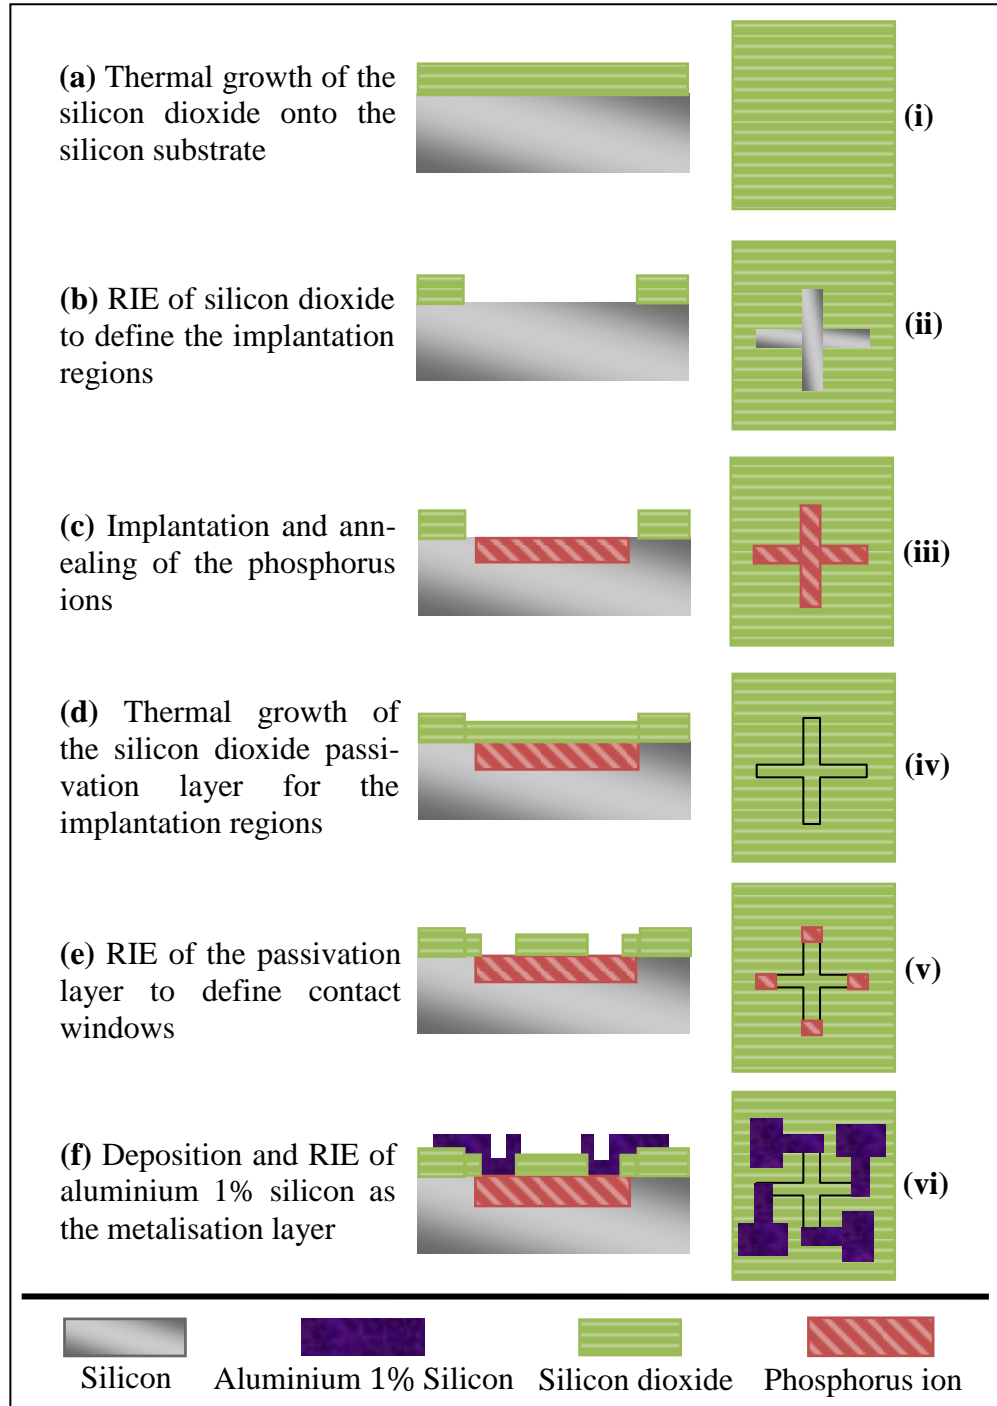 (a) Thermal growth of the
silicon dioxide onto the
silicon substrate
(i)
(b) RIE of silicon dioxide
to define the implantation
regions
(ii)
(c) Implantation and ann-
ealing of the phosphorus
ions
(iii)
(d) Thermal growth of
the silicon dioxide passi-
vation layer for the
implantation regions
(iv)
(e) RIE of the passivation
layer to define contact
windows
(v)
(f) Deposition and RIE of
aluminium 1% silicon as
the metalisation layer
(vi)
Silicon
Aluminium 1% Silicon
Silicon dioxide
Phosphorus ion